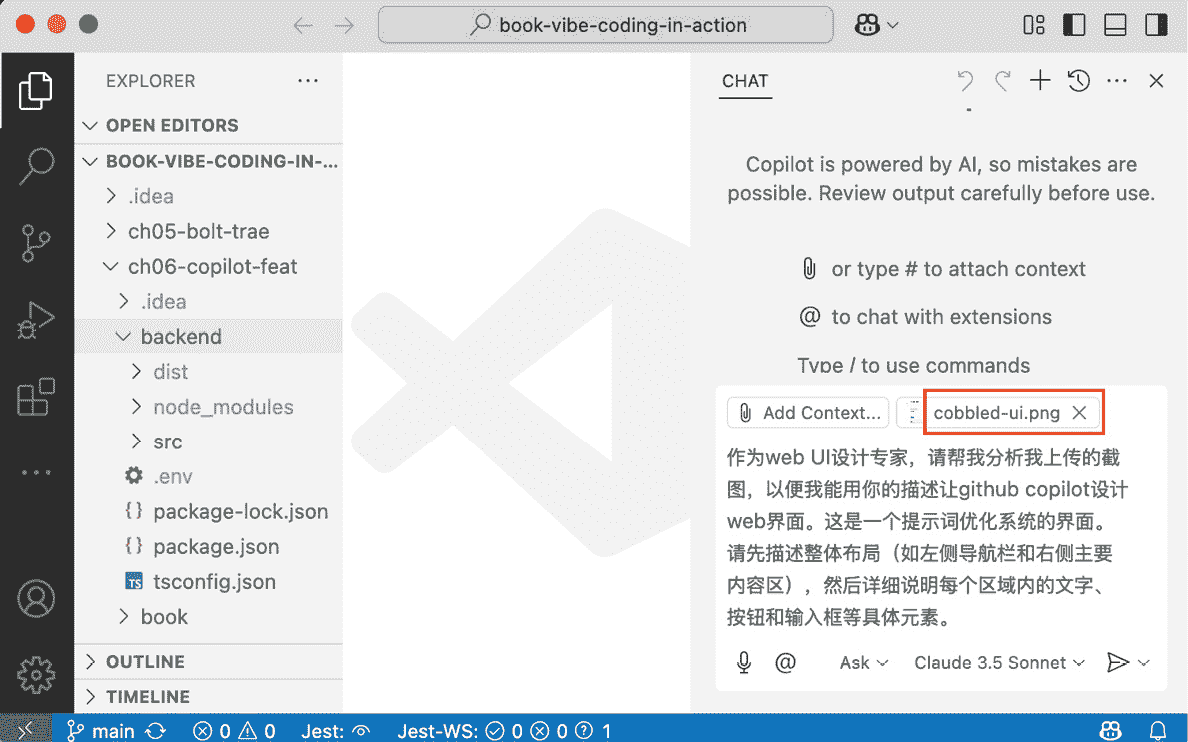 book-vibe-coding-in-action
EXPLORER
OPEN EDITORS
BOOK-VIBE-CODING-IN-...
.idea
ch05-bolt-trae
ch06-copilot-feat
.idea
backend
dist
node_modules
src
.env
package-lock.json
package.json
TS tsconfig.json
book
OUTLINE
TIMELINE
CHAT
Copilot is powered by AI, so mistakes are
possible. Review output carefully before use.
or type # to attach context
@ to chat with extensions
Type / to use commands
Add Context...
cobbled-ui.png
作为web UI设计专家，请帮我分析我上传的截
图，以便我能用你的描述让github copilot设计
web界面。这是一个提示词优化系统的界面。
请先描述整体布局（如左侧导航栏和右侧主要
内容区），然后详细说明每个区域内的文字、
按钮和输入框等具体元素。
@ Ask Claude 3.5 Sonnet
main 0 0 Jest: Jest-WS: 0 0 1